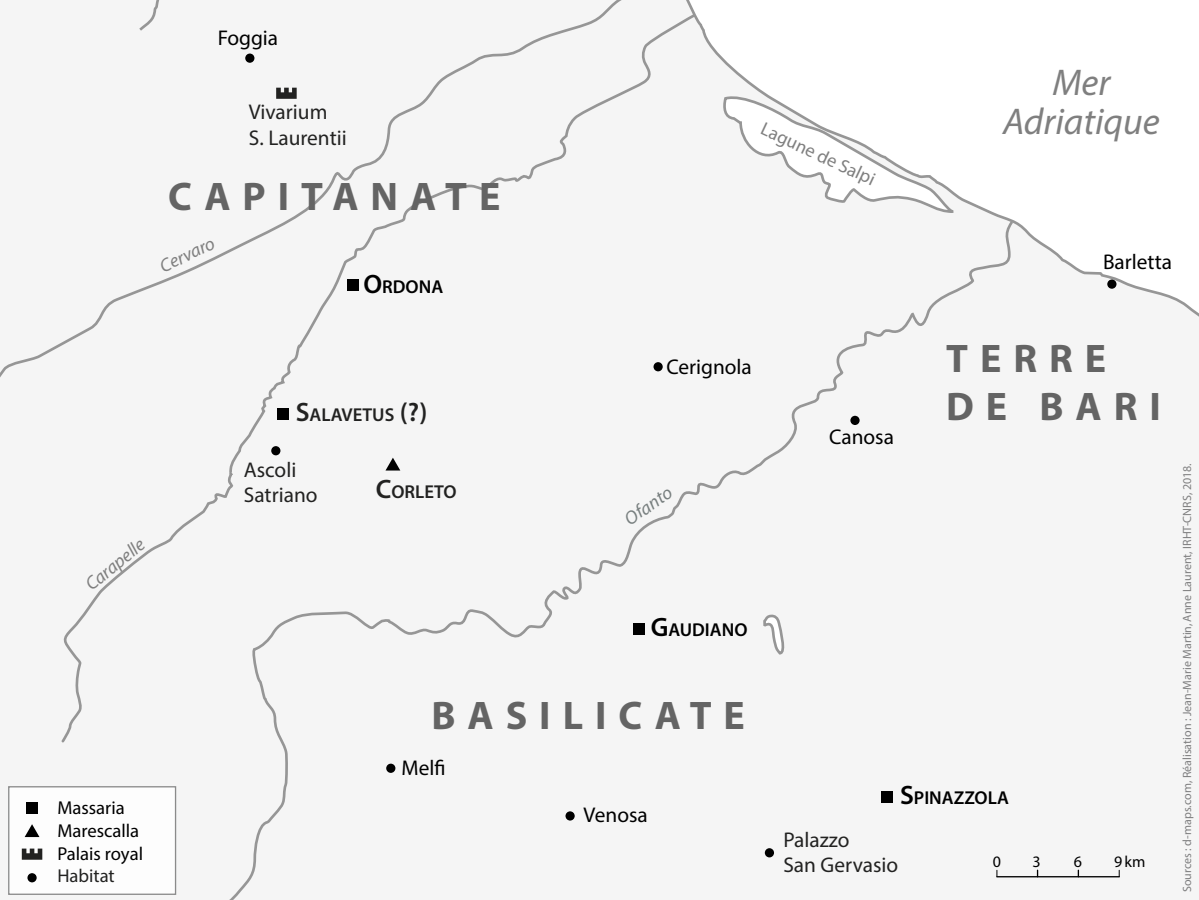 Foggia
Vivarium
S. Laurentii
Mer
Adriatique
Lagune de Salpi
CAPITANATE
Cervaro
Barletta
ORDONA
TERRE
DE BARI
Cerignola
SALAVETUS (?)
Canosa
Ascoli
Satriano
CORLETO
Ofanto
Carapelle
GAUDIANO
BASILICATE
Melfi
SPINAZZOLA
Venosa
Palazzo
San Gervasio
Massaria
Marescalla
Palais royal
Habitat
0 3 6 9 km
Sources : d-maps.com, Réalisation : Jean-Marie Martin, Anne Laurent, IRHT-CNRS, 2018.